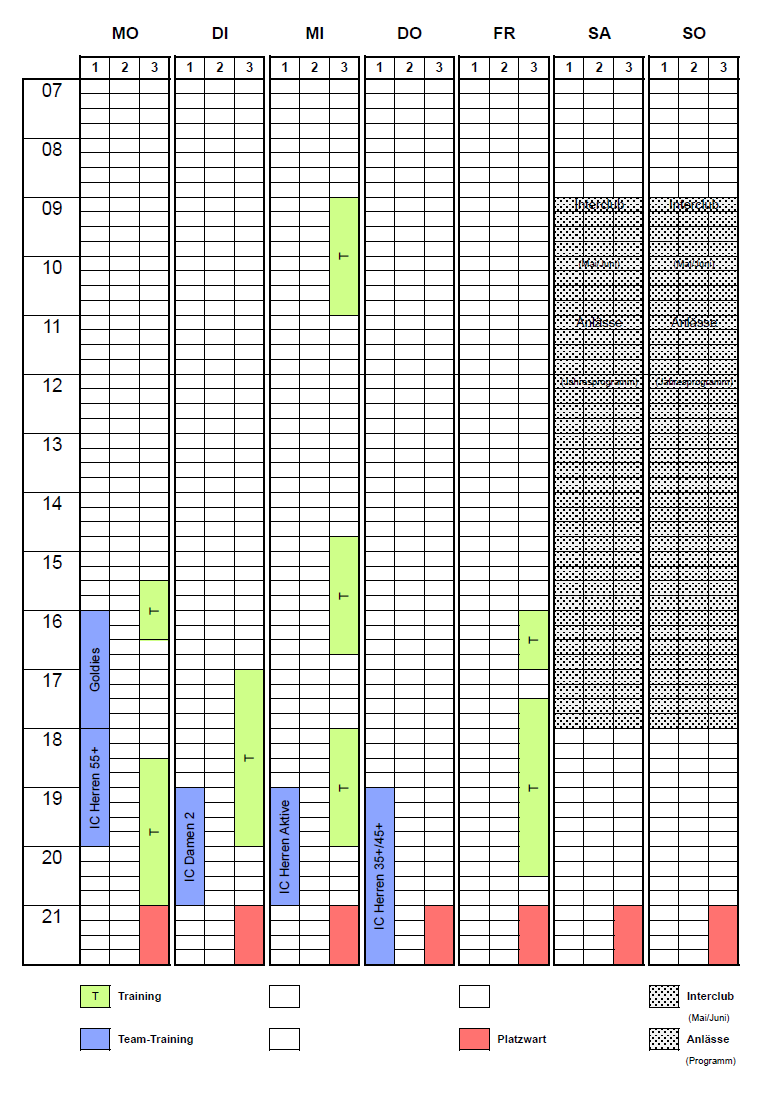 MO DI MI DO FR SA SO
1 2 3 1 2 3 1 2 3 1 2 3 1 2 3 1 2 3 1 2 3
07
08
09 Interclub Interclub
T
10 (Mai/Juni) (Mai/Juni)
11 Anlässe Anlässe
12 (Jahresprogramm) (Jahresprogramm)
13
14
15
T
16
T
T
17
Goldies
18
IC Herren 55+
T
19
T
T
T
20
IC Damen 2
IC Herren Aktive
IC Herren 35+/45+
21
T Training
Interclub
(Mai/Juni)
Team-Training
Platzwart
Anlässe
(Programm)